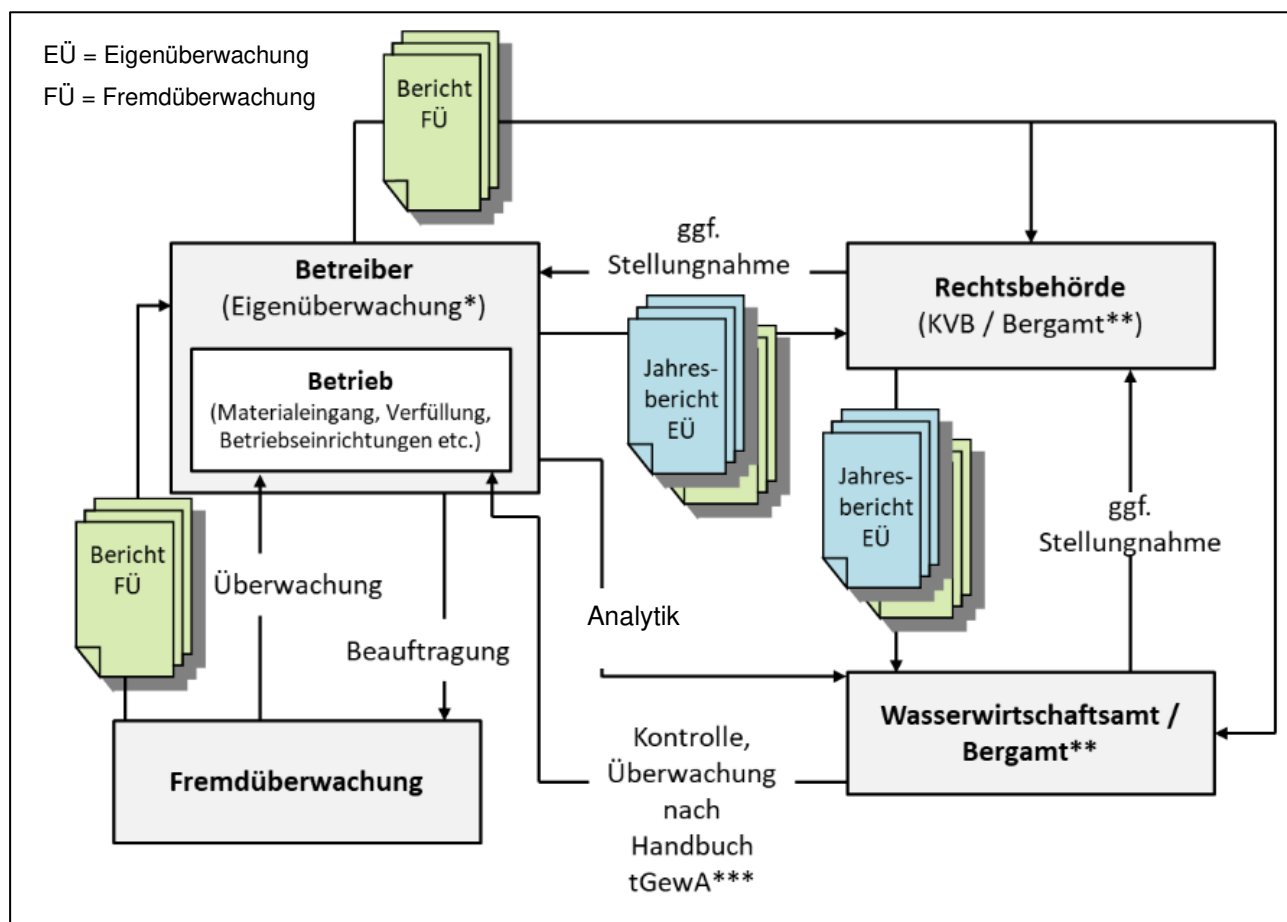 EÜ = Eigenüberwachung
FÜ = Fremdüberwachung
Bericht
FÜ
ggf.
Stellungnahme
Betreiber
(Eigenüberwachung*)
Rechtsbehörde
(KVB / Bergamt**)
Betrieb
(Materialeingang, Verfüllung,
Betriebseinrichtungen etc.)
Jahres-
bericht
EÜ
Jahres-
bericht
EÜ
ggf.
Stellungnahme
Bericht
FÜ
Überwachung
Beauftragung
Analytik
Fremdüberwachung
Kontrolle,
Überwachung
nach
Handbuch
tGewA***
Wasserwirtschaftsamt /
Bergamt**